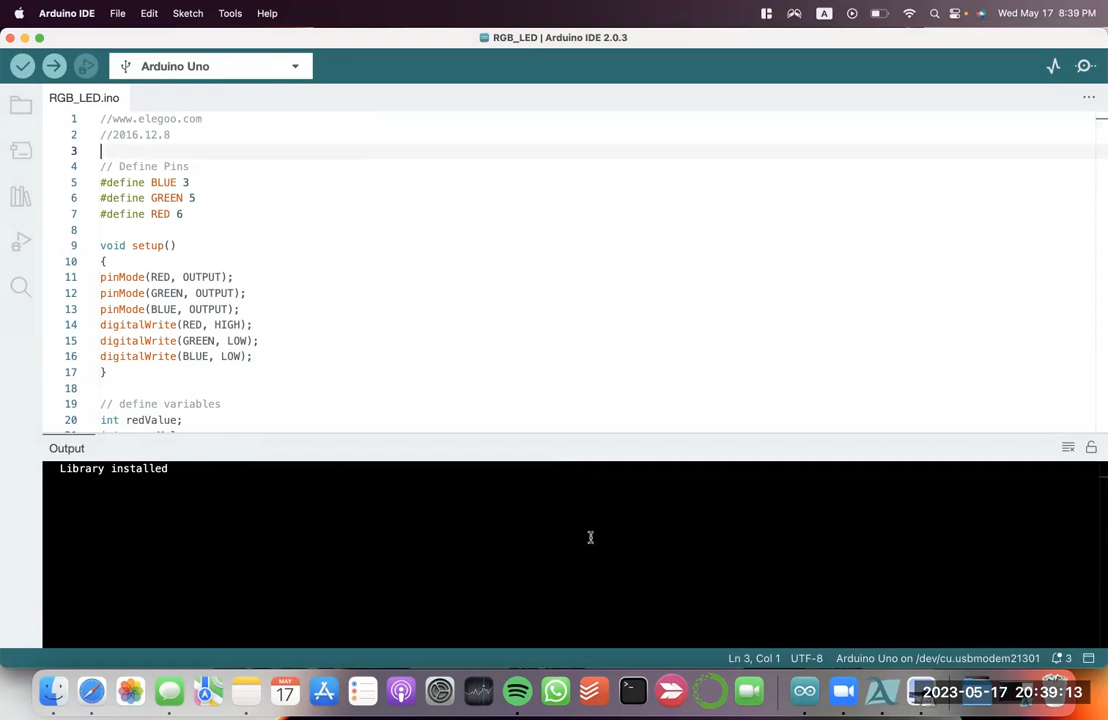 Arduino IDE File Edit Sketch Tools Help A Wed May 17 8:39 PM
RGB_LED | Arduino IDE 2.0.3
Arduino Uno
RGB_LED.ino
1 //www.elegoo.com
2 //2016.12.8
3
4 // Define Pins
5 #define BLUE 3
6 #define GREEN 5
7 #define RED 6
8
9 void setup()
10 {
11 pinMode(RED, OUTPUT);
12 pinMode(GREEN, OUTPUT);
13 pinMode(BLUE, OUTPUT);
14 digitalWrite(RED, HIGH);
15 digitalWrite(GREEN, LOW);
16 digitalWrite(BLUE, LOW);
17 }
18
19 // define variables
20 int redValue;
Output
Library installed
Ln 3, Col 1 UTF-8 Arduino Uno on /dev/cu.usbmodem21301 3
MAY
17
2023-05-17 20:39:13